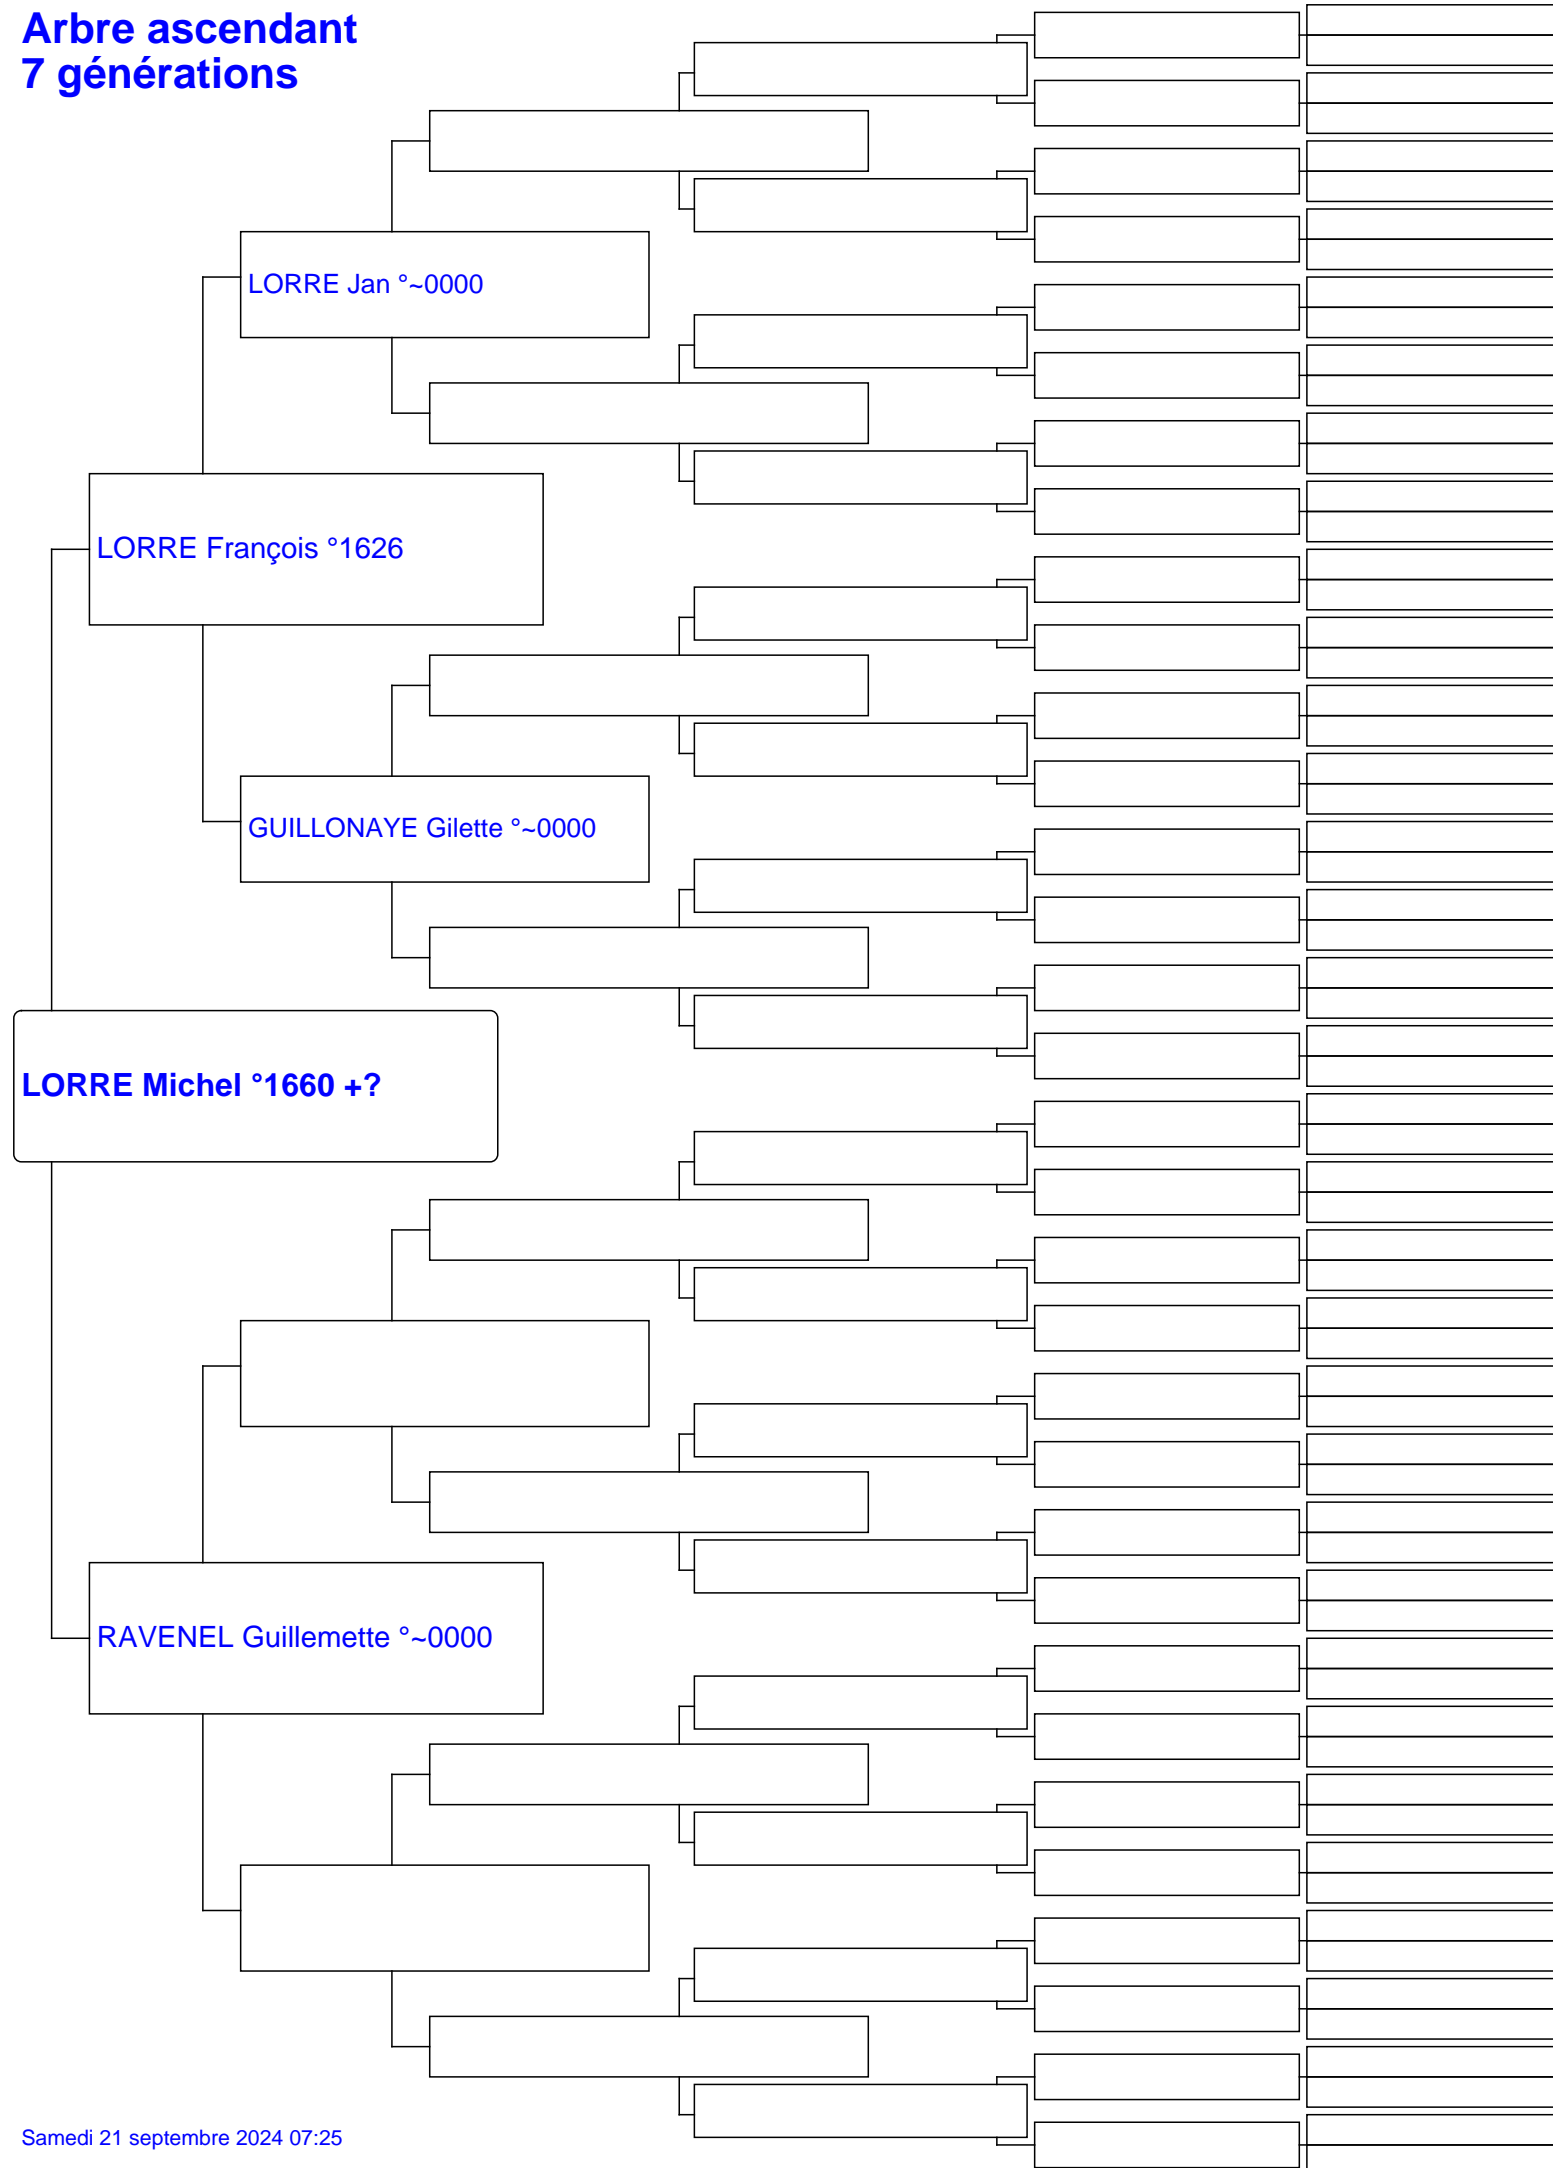 Arbre ascendant
7 générations
LORRE Jan °~0000
LORRE François °1626
GUILLONAYE Gilette °~0000
LORRE Michel °1660 +?
RAVENEL Guillemette °~0000
Samedi 21 septembre 2024 07:25